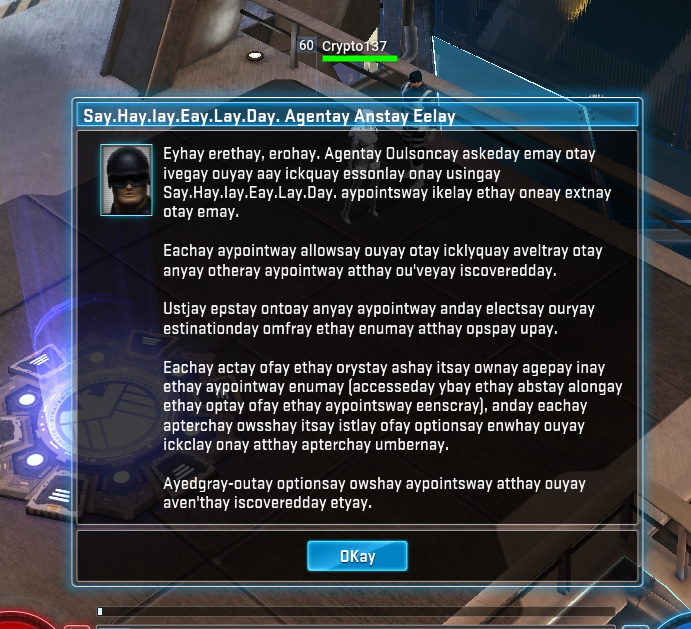 60 Crypto137
Say.Hay.Iay.Eay.Lay.Day. Agentay Anstay Eelay
Eyhay erethay, erohay. Agentay Oulsoncay askeday emay otay
ivegay ouyay aay ickquay essonlay onay usingay
Say.Hay.Iay.Eay.Lay.Day. aypointsway ikelay ethay oneay extnay
otay emay.
Eachay aypointway allowsay ouyay otay icklyquay aveltray otay
anyay otheray aypointway atthay ou'veyay iscoveredday.
Ustjay epstay ontoay anyay aypointway anday electsay ouryay
estinationday omfray ethay enumay atthay opspay upay.
Eachay actay ofay ethay orystay ashay itsay ownay agepay inay
ethay aypointway enumay (accesseday ybay ethay abstay alongay
ethay optay ofay ethay aypointsway eenscray), anday eachay
apterchay owsshay itsay istlay ofay optionsay enwhay ouyay
ickclay onay atthay apterchay umbernay.
Ayedgray-outay optionsay owshay aypointsway atthay ouyay
aven'thay iscoveredday etyay.
OKay